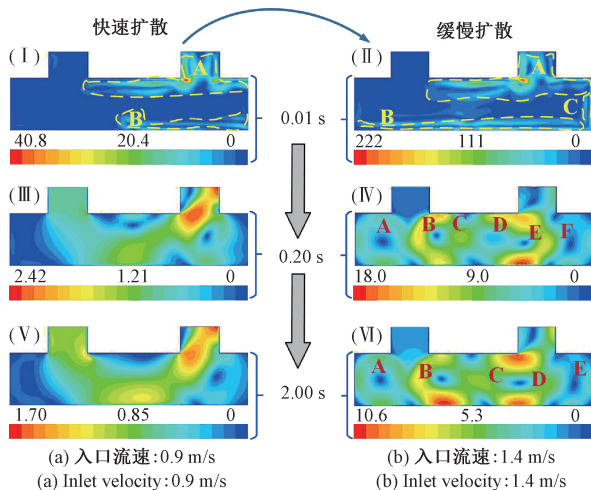 快速扩散
缓慢扩散
(Ⅰ)
A
B
40.8 20.4 0
0.01 s
(Ⅱ)
A
B
C
222 111 0
(Ⅲ)
2.42 1.21 0
0.20 s
(Ⅳ)
A B C D E F
18.0 9.0 0
(Ⅴ)
1.70 0.85 0
2.00 s
(Ⅵ)
A B C D E
10.6 5.3 0
(a) 入口流速:0.9 m/s
(a) Inlet velocity:0.9 m/s
(b) 入口流速:1.4 m/s
(b) Inlet velocity:1.4 m/s